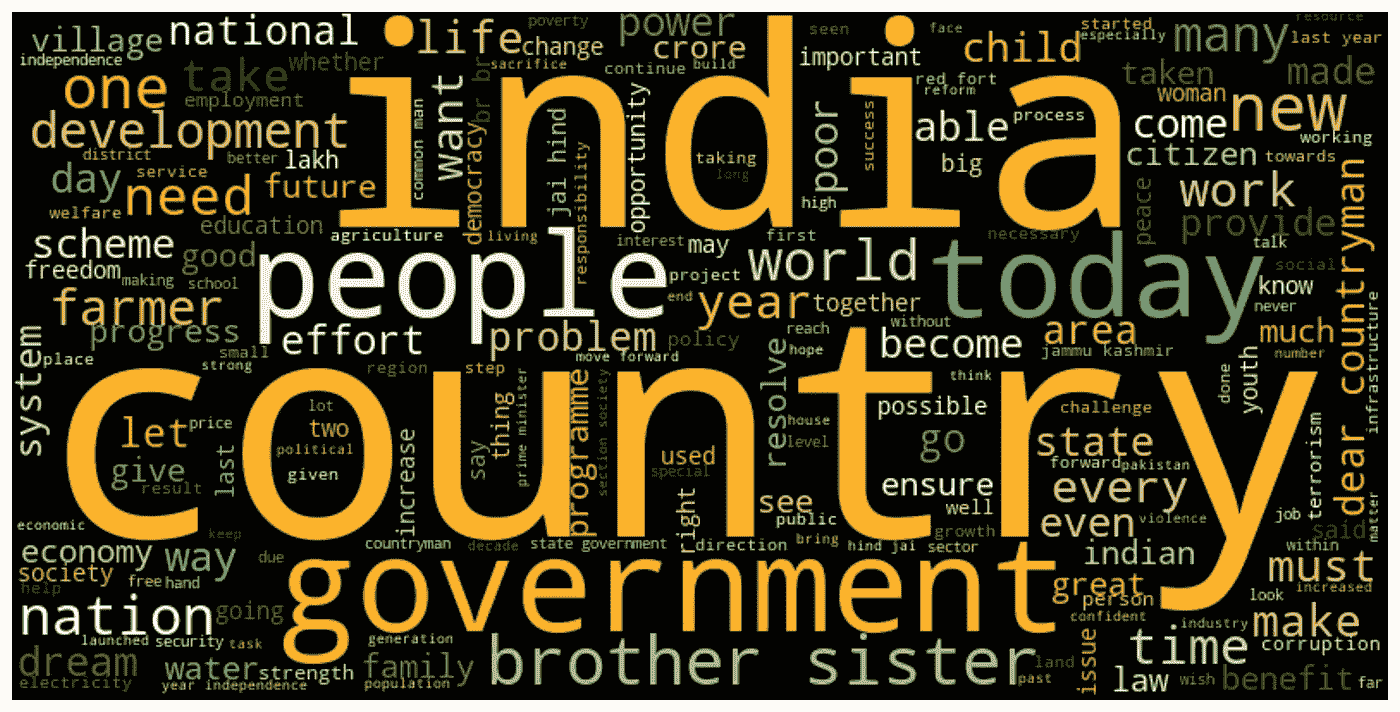 village national life change poverty power crore seen face started especially resource many last year
independence whether sacrifice continue build important child
one take india red fort reform taken made
employment common man want br br jai hind opportunity poor success able process woman new
development district better lakh democracy responsibility taking long big come working
day service need future high citizen towards
welfare education peace work provide dear countryman
scheme agriculture living interest may first necessary talk
freedom making good school people project world today social know
farmer end year together never
progress effort problem policy reach without become area much
system place small strong region step move forward hope jammu kashmir number
country resolve think youth done infrastructure
let price lot two thing prime minister programme section society house possible challenge
give last political say used level go state
result given increase special ensure forward pakistan terrorism
right see well every
economic keep public bring growth even violence job said matter
economy way due countryman decade state government direction hind jai sector indian within
society free hand government great must
help person look increased
nation going confident industry make
launched security task generation brother sister issue time corruption
dream water strength family land law wish benefit far
electricity year independence population past